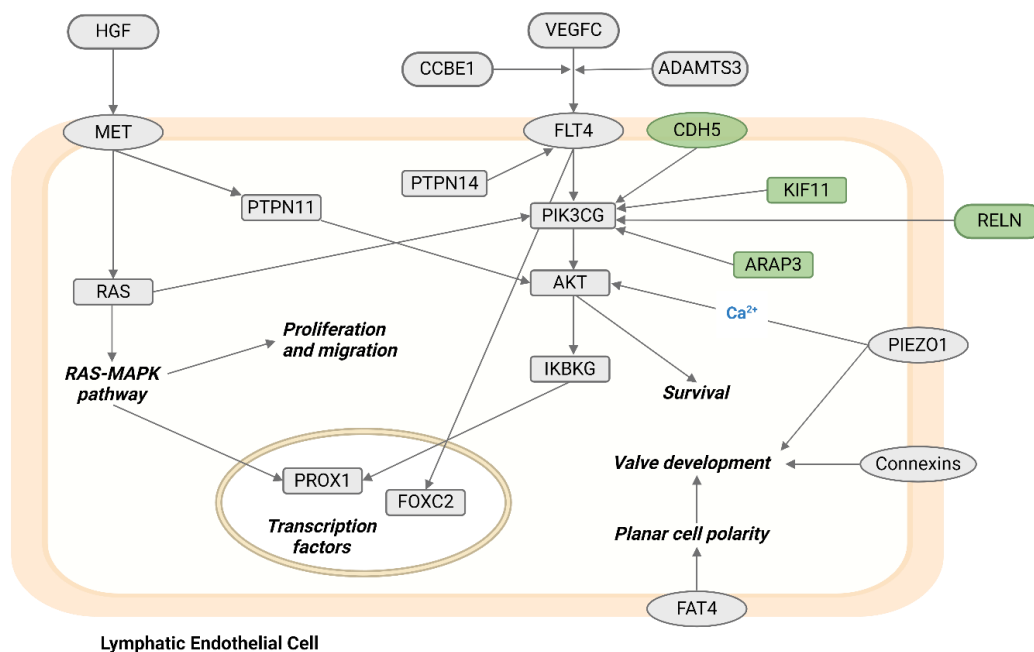 HGF
VEGFC
CCBE1
ADAMTS3
MET
FLT4
CDH5
PTPN14
KIF11
PTPN11
PIK3CG
RELN
ARAP3
RAS
AKT
Ca²⁺
Proliferation
and migration
PIEZO1
RAS-MAPK
pathway
IKBKG
Survival
Valve development
Connexins
PROX1
FOXC2
Transcription
factors
Planar cell polarity
FAT4
Lymphatic Endothelial Cell